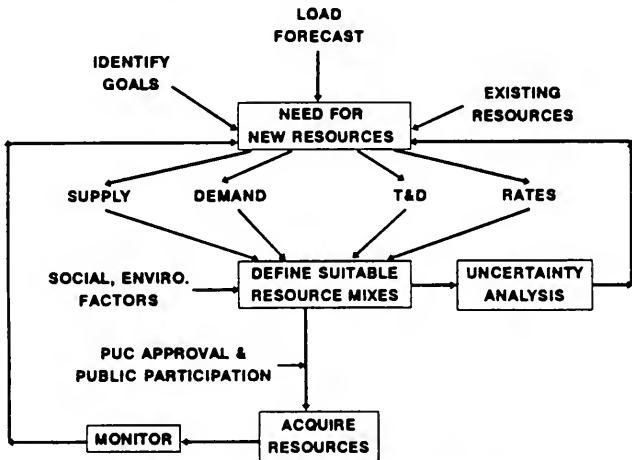 LOAD
FORECAST
IDENTIFY
GOALS
EXISTING
RESOURCES
NEED FOR
NEW RESOURCES
SUPPLY
DEMAND
T&D
RATES
SOCIAL, ENVIRO.
FACTORS
DEFINE SUITABLE
RESOURCE MIXES
UNCERTAINTY
ANALYSIS
PUC APPROVAL &
PUBLIC PARTICIPATION
MONITOR
ACQUIRE
RESOURCES